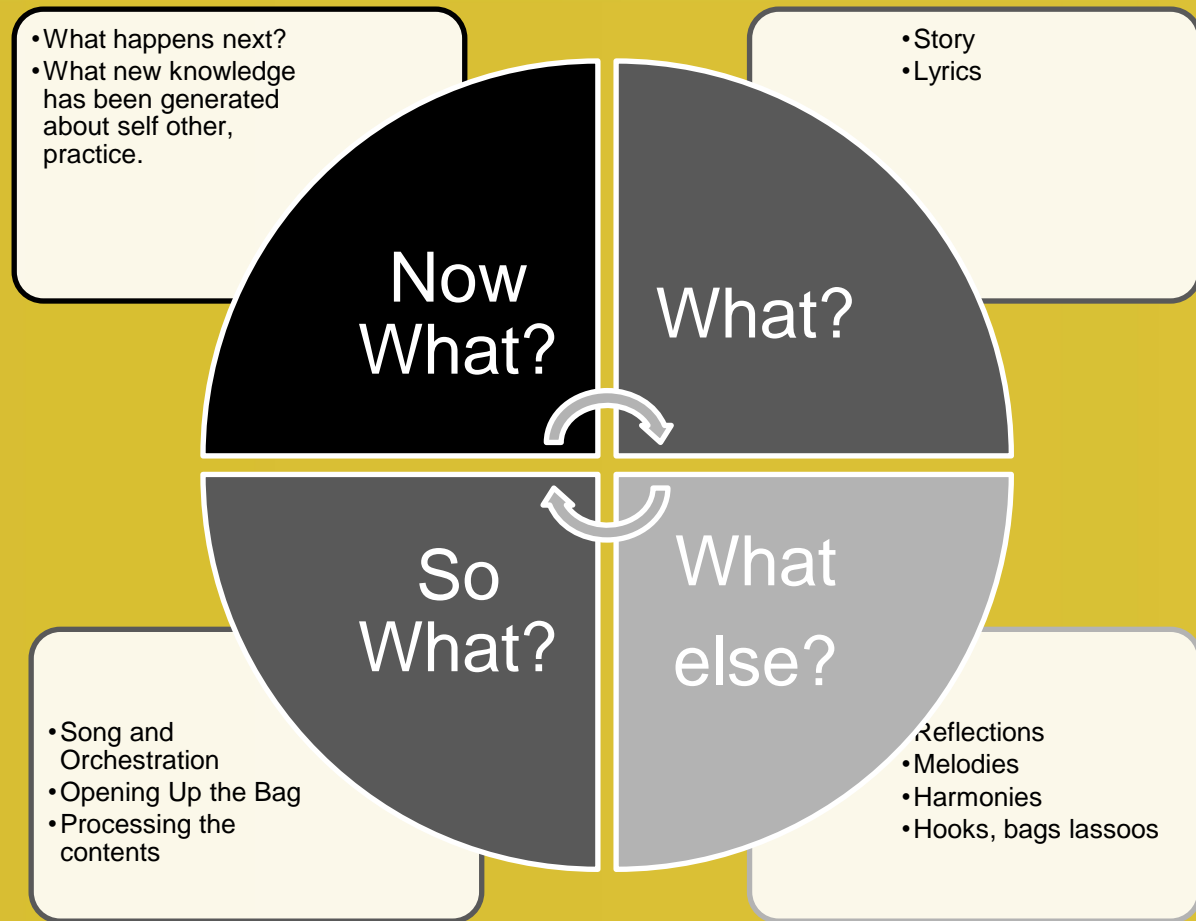 •What happens next?
•What new knowledge
has been generated
about self other,
practice.
•Story
•Lyrics
Now
What?
What?
So
What?
What
else?
•Song and
Orchestration
•Opening Up the Bag
•Processing the
contents
Reflections
•Melodies
•Harmonies
•Hooks, bags lassoos